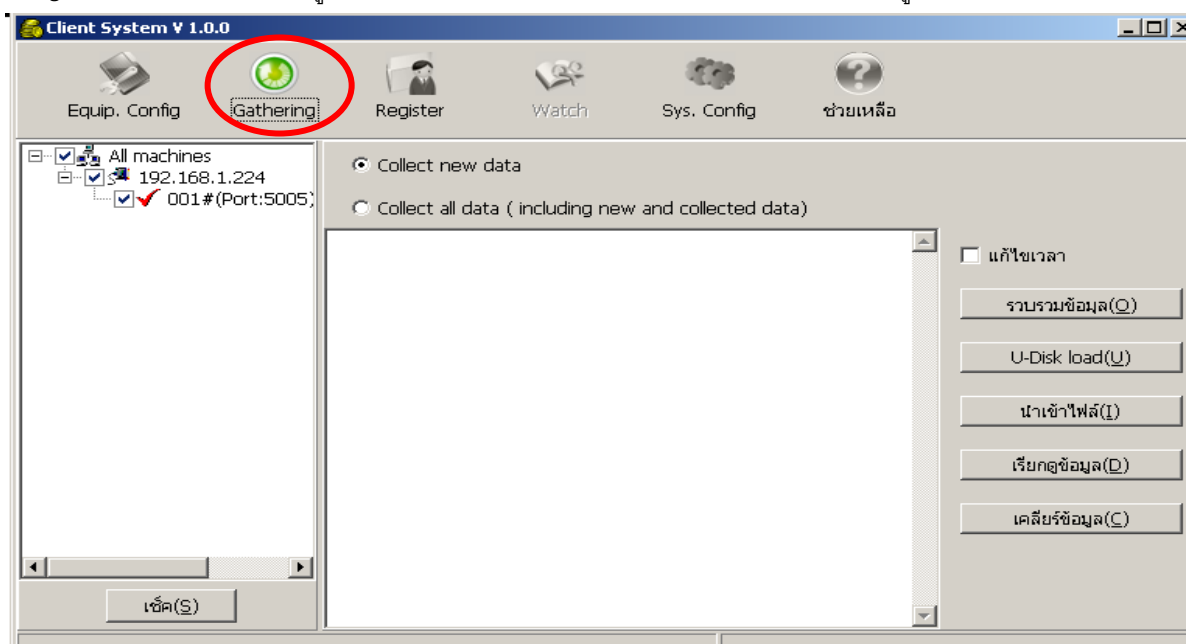 Client System V 1.0.0
Equip. Config
Gathering
Register
Watch
Sys. Config
ช่วยเหลือ
All machines
192.168.1.224
001#(Port:5005)
Collect new data
Collect all data ( including new and collected data)
แก้ไขเวลา
รวบรวมข้อมูล(O)
U-Disk load(U)
นำเข้าไฟล์(I)
เรียกดูข้อมูล(D)
เคลียร์ข้อมูล(C)
เช็ค(S)